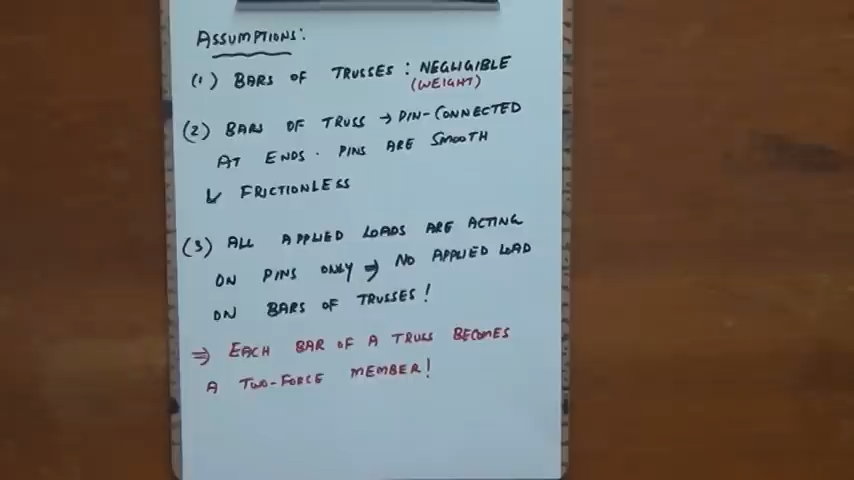 ASSUMPTIONS:
(1) BARS OF TRUSSES : NEGLIGIBLE
(WEIGHT)
(2) BARS OF TRUSS → PIN-CONNECTED
AT ENDS. PINS ARE SMOOTH
& FRICTIONLESS
(3) ALL APPLIED LOADS ARE ACTING
ON PINS ONLY ⇒ NO APPLIED LOAD
ON BARS OF TRUSSES!
⇒ EACH BAR OF A TRUSS BECOMES
A TWO-FORCE MEMBER!